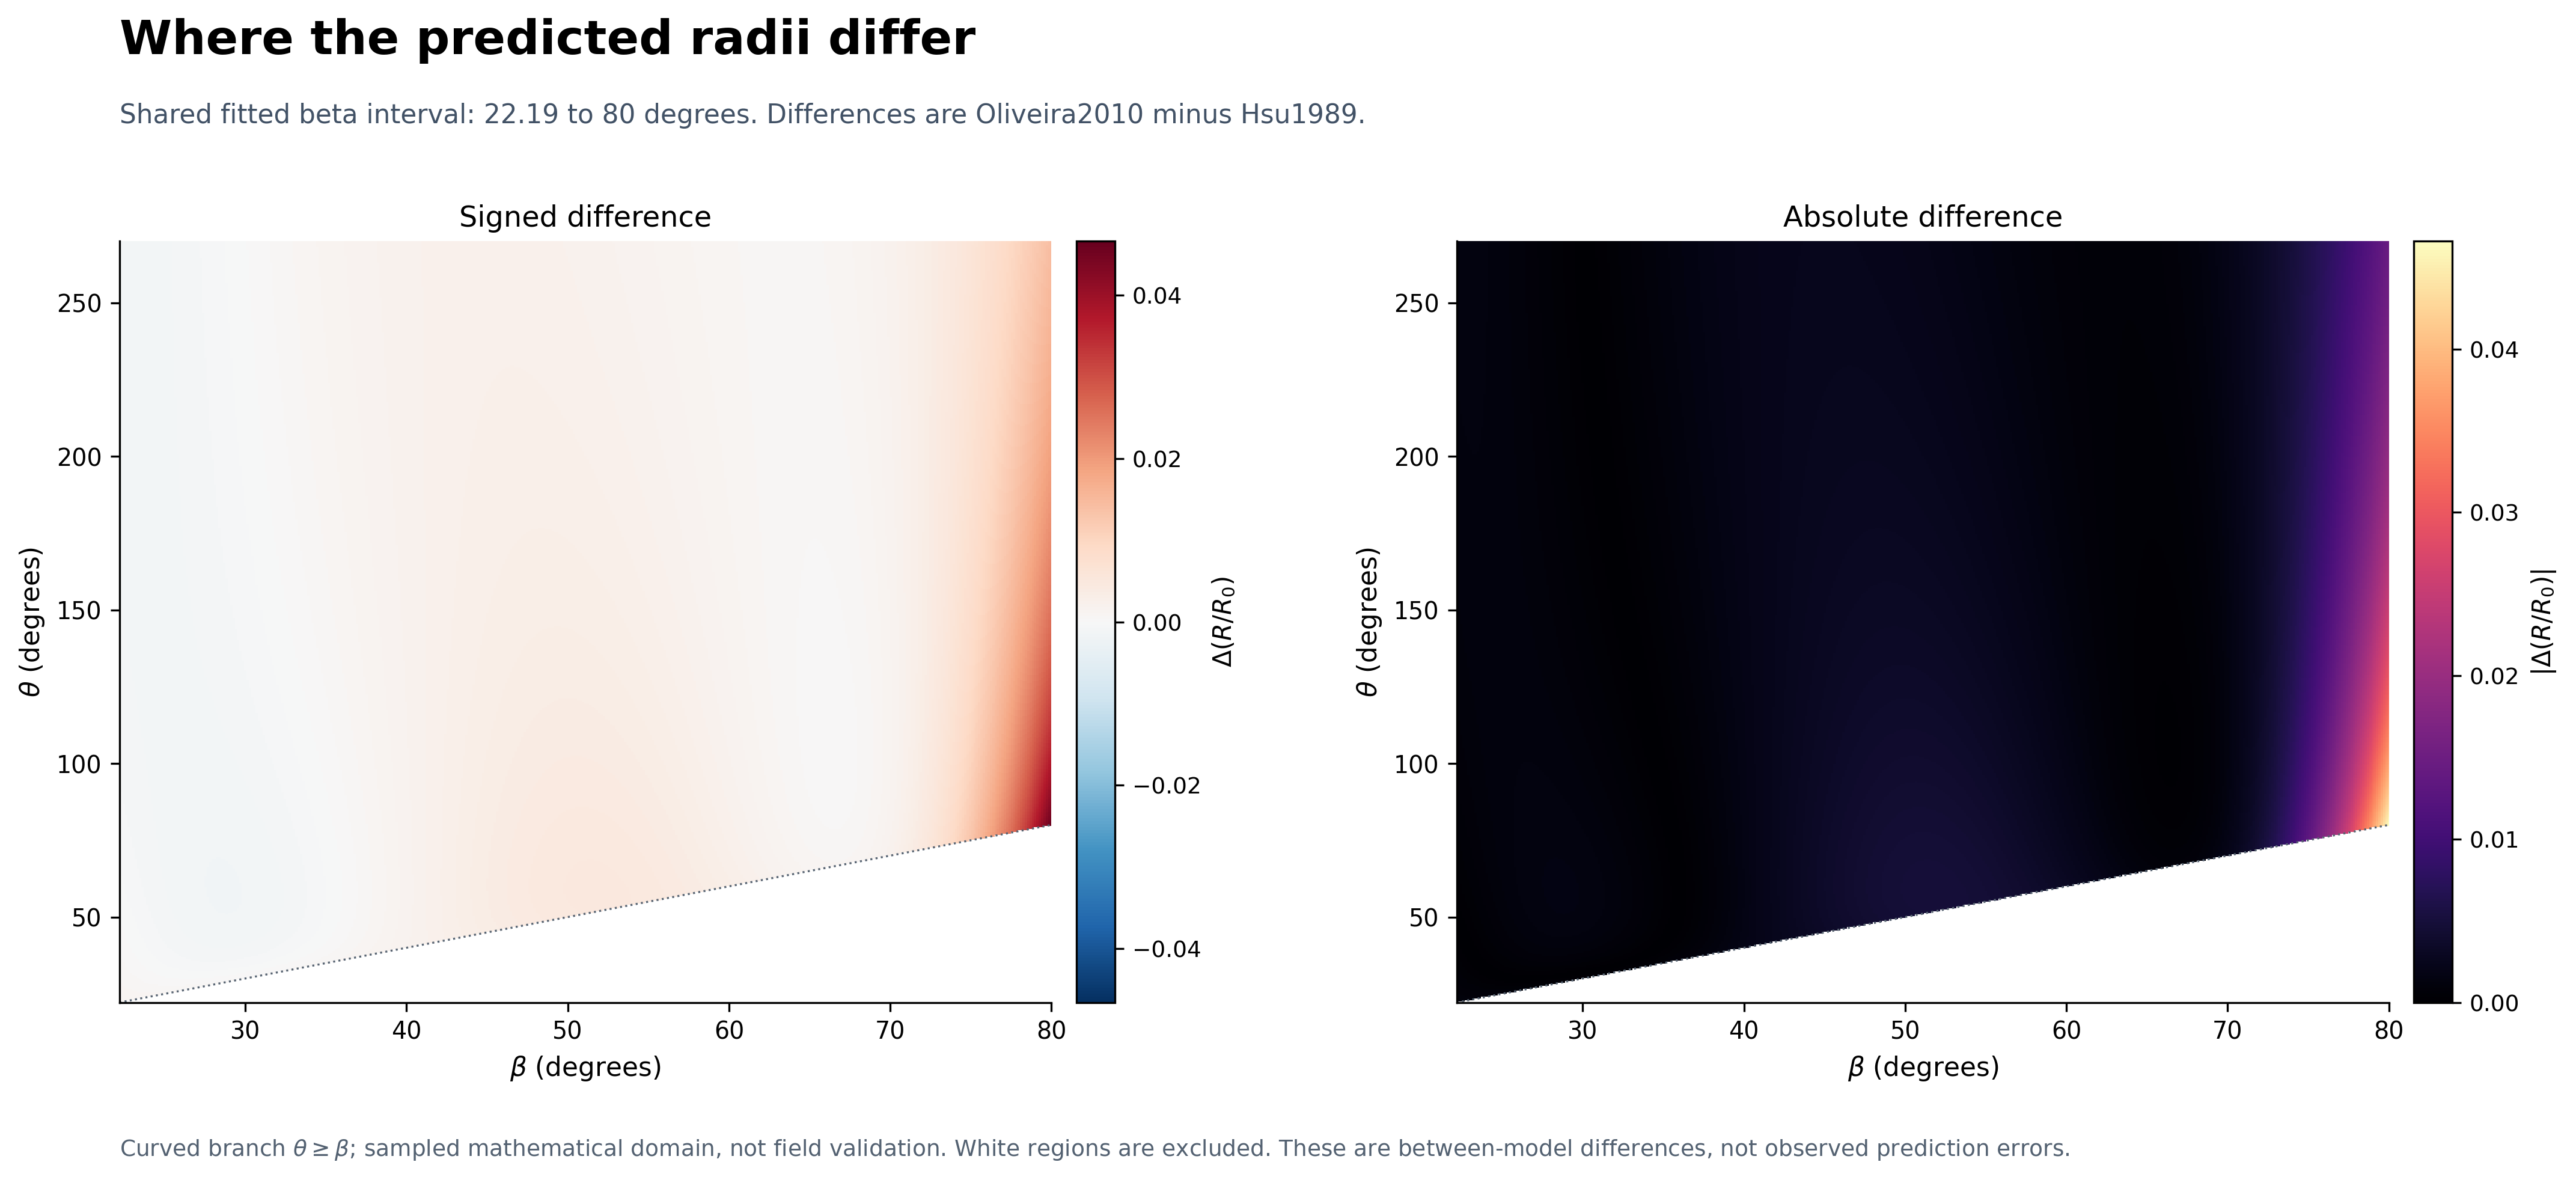 Where the predicted radii differ
Shared fitted beta interval: 22.19 to 80 degrees. Differences are Oliveira2010 minus Hsu1989.
Signed difference
250
200
150
100
50
θ (degrees)
30 40 50 60 70 80
β (degrees)
0.04
0.02
0.00
−0.02
−0.04
Δ(R/R₀)
Absolute difference
250
200
150
100
50
θ (degrees)
30 40 50 60 70 80
β (degrees)
0.04
0.03
0.02
0.01
0.00
|Δ(R/R₀)|
Curved branch θ ≥ β; sampled mathematical domain, not field validation. White regions are excluded. These are between-model differences, not observed prediction errors.